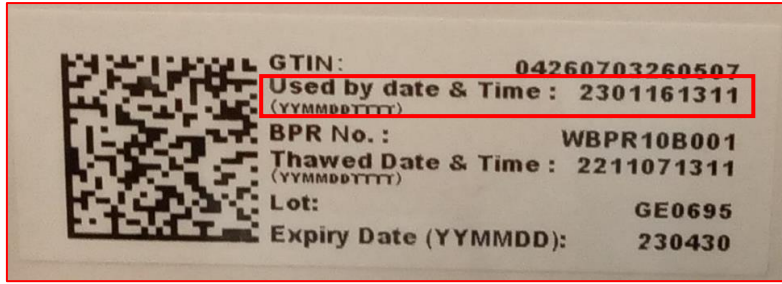 GTIN: 04260703260507
Used by date & Time : 2301161311
(YYMMDDTTTT)
BPR No. : WBPR10B001
Thawed Date & Time : 2211071311
(YYMMDDTTTT)
Lot: GE0695
Expiry Date (YYMMDD): 230430